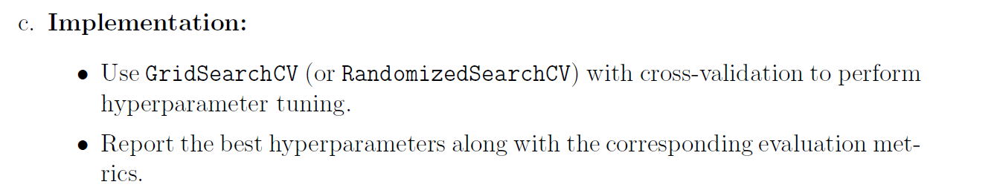 c. Implementation:
• Use GridSearchCV (or RandomizedSearchCV) with cross-validation to perform
hyperparameter tuning.
• Report the best hyperparameters along with the corresponding evaluation met-
rics.